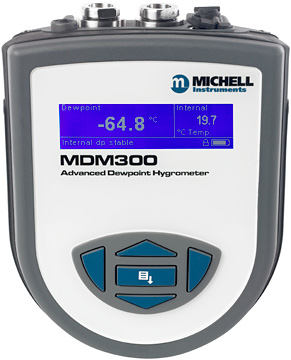 m MICHELL
Instruments
Dewpoint Internal
-64.8 °C 19.7
°C Temp.
Internal dp stable
MDM300
Advanced Dewpoint Hygrometer